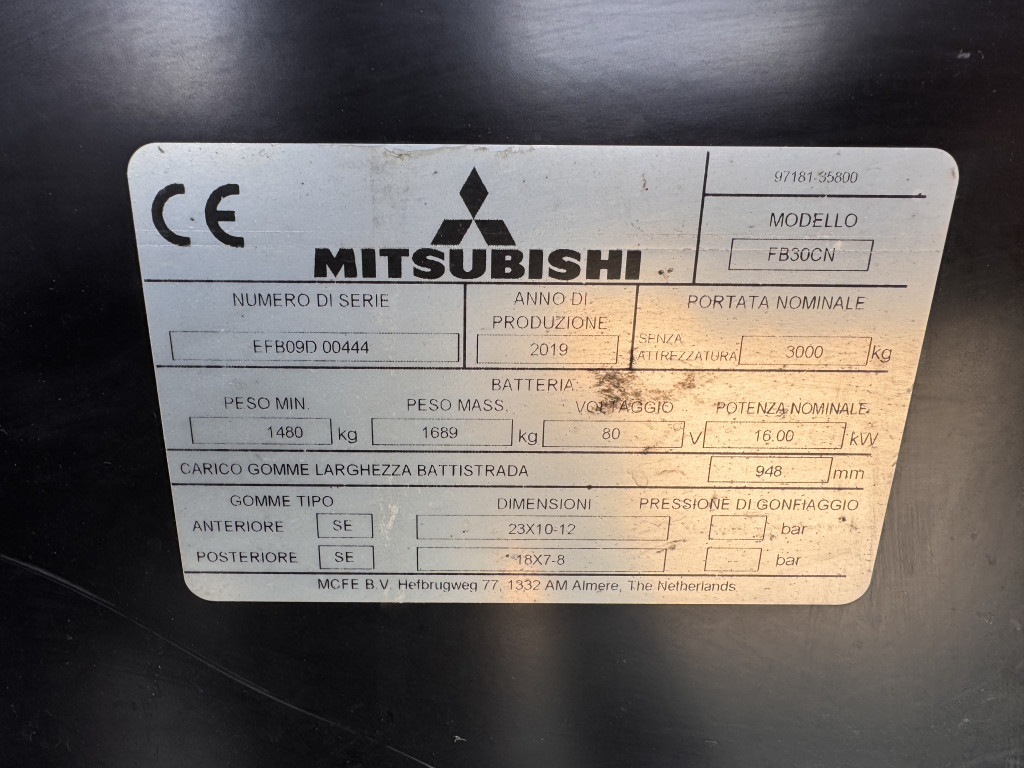 CE
MITSUBISHI
97181-35800
MODELLO
FB30CN
NUMERO DI SERIE
EFB09D 00444
ANNO DI
PRODUZIONE
2019
PORTATA NOMINALE
SENZA
ATTREZZATURA 3000 kg
BATTERIA
PESO MIN. PESO MASS. VOLTAGGIO POTENZA NOMINALE
1480 kg 1689 kg 80 V 16.00 kW
CARICO GOMME LARGHEZZA BATTISTRADA 948 mm
GOMME TIPO DIMENSIONI PRESSIONE DI GONFIAGGIO
ANTERIORE SE 23X10-12 --- bar
POSTERIORE SE 18X7-8 --- bar
MCFE B.V. Hefbrugweg 77, 1332 AM Almere, The Netherlands